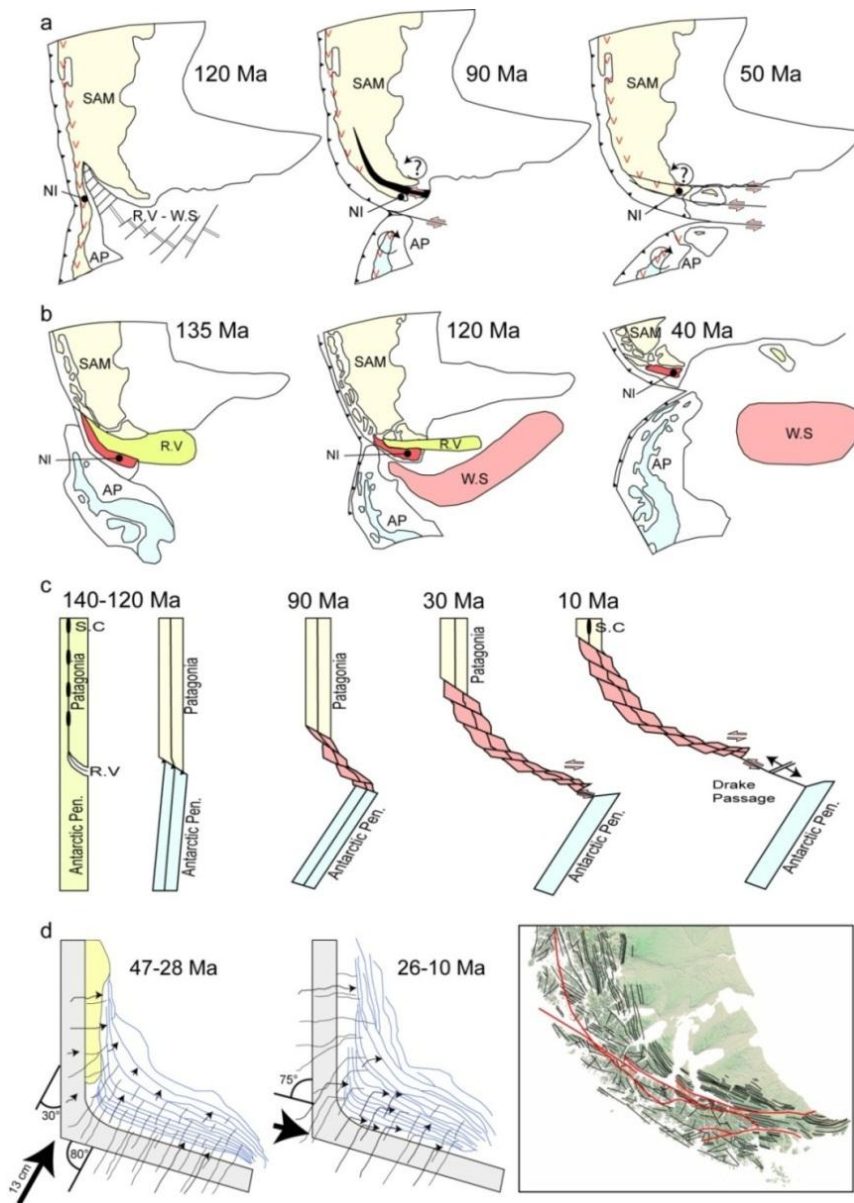 a
120 Ma
90 Ma
50 Ma
SAM
SAM
SAM
?
?
NI
NI
NI
R.V - W.S
AP
AP
AP
b
135 Ma
120 Ma
40 Ma
SAM
SAM
SAM
NI
NI
NI
R.V
R.V
W.S
W.S
AP
AP
AP
c
140-120 Ma
90 Ma
30 Ma
10 Ma
S.C
S.C
Patagonia
Patagonia
Patagonia
R.V
Antarctic Pen.
Antarctic Pen.
Antarctic Pen.
Antarctic Pen.
Drake
Passage
d
47-28 Ma
26-10 Ma
30°
80°
13 cm
75°